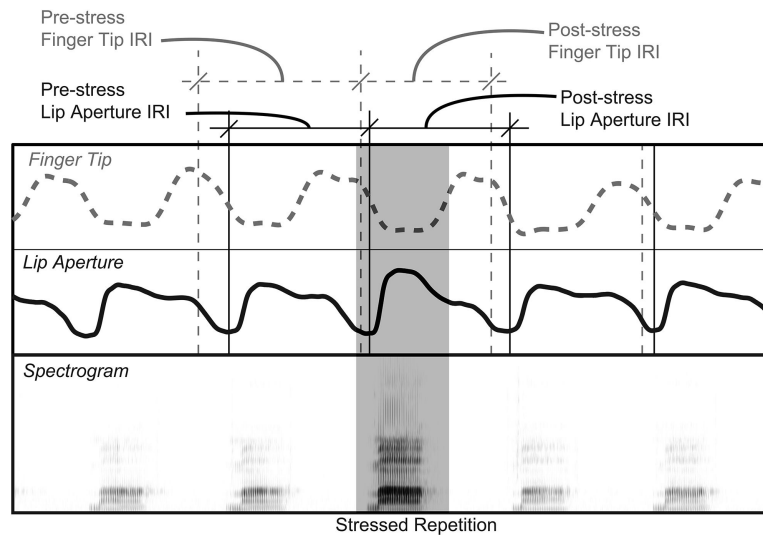 Pre-stress
Finger Tip IRI
Post-stress
Finger Tip IRI
Pre-stress
Lip Aperture IRI
Post-stress
Lip Aperture IRI
Finger Tip
Lip Aperture
Spectrogram
Stressed Repetition